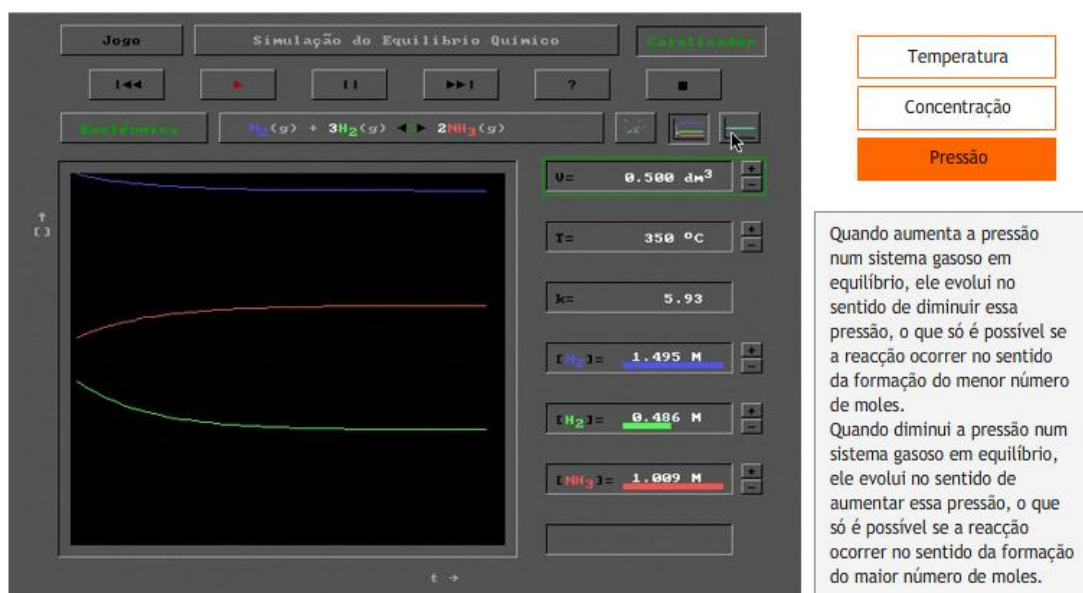 Jogo
Simulação do Equilíbrio Químico
Catalisador
I◄◄
►
II
►►I
?
■
Exotérmica
N2(g) + 3H2(g) ◄► 2NH3(g)
V= 0.500 dm³
+
-
↑
[]
T= 350 ºC
+
-
k= 5.93
[N2]= 1.495 M
+
-
[H2]= 0.486 M
+
-
[NH3]= 1.009 M
+
-
t →
Temperatura
Concentração
Pressão
Quando aumenta a pressão
num sistema gasoso em
equilíbrio, ele evolui no
sentido de diminuir essa
pressão, o que só é possível se
a reacção ocorrer no sentido
da formação do menor número
de moles.
Quando diminui a pressão num
sistema gasoso em equilíbrio,
ele evolui no sentido de
aumentar essa pressão, o que
só é possível se a reacção
ocorrer no sentido da formação
do maior número de moles.